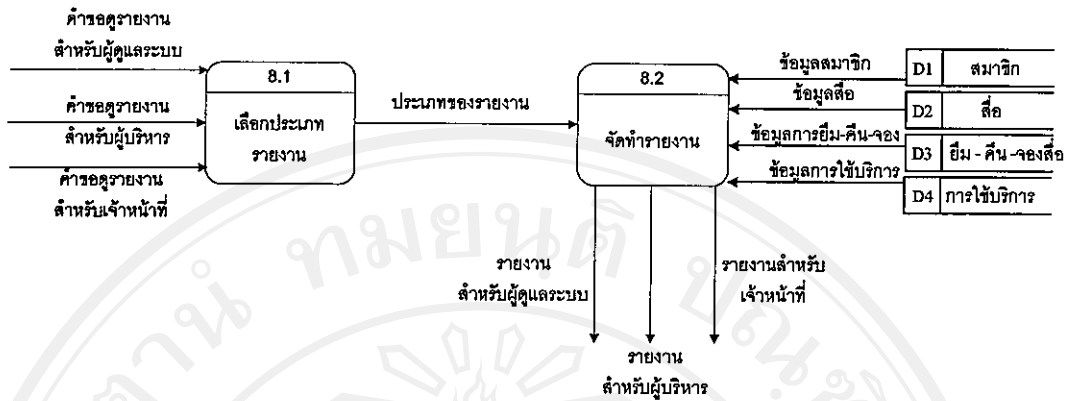 คำขอดูรายงาน
สำหรับผู้ดูแลระบบ
คำขอดูรายงาน
สำหรับผู้บริหาร
คำขอดูรายงาน
สำหรับเจ้าหน้าที่
8.1
เลือกประเภท
รายงาน
ประเภทของรายงาน
8.2
จัดทำรายงาน
ข้อมูลสมาชิก
D1 สมาชิก
ข้อมูลสื่อ
D2 สื่อ
ข้อมูลการยืม-คืน-จอง
D3 ยืม - คืน -จองสื่อ
ข้อมูลการใช้บริการ
D4 การใช้บริการ
รายงาน
สำหรับผู้ดูแลระบบ
รายงานสำหรับ
เจ้าหน้าที่
รายงาน
สำหรับผู้บริหาร